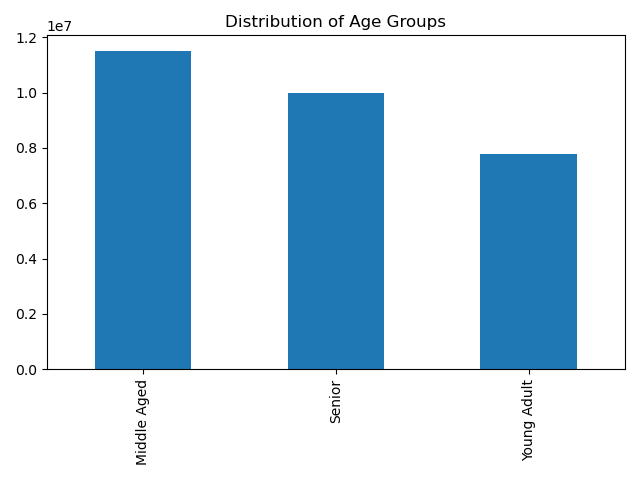 Distribution of Age Groups
1e7
1.2
1.0
0.8
0.6
0.4
0.2
0.0
Middle Aged
Senior
Young Adult